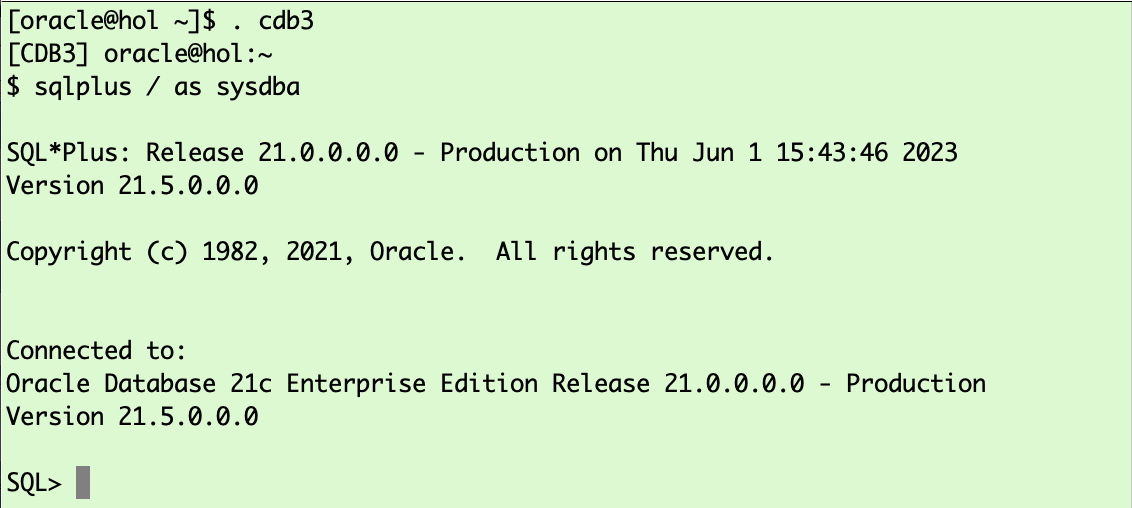 [oracle@hol ~]$ . cdb3
[CDB3] oracle@hol:~
$ sqlplus / as sysdba
SQL*Plus: Release 21.0.0.0.0 - Production on Thu Jun 1 15:43:46 2023
Version 21.5.0.0.0
Copyright (c) 1982, 2021, Oracle.  All rights reserved.
Connected to:
Oracle Database 21c Enterprise Edition Release 21.0.0.0.0 - Production
Version 21.5.0.0.0
SQL>